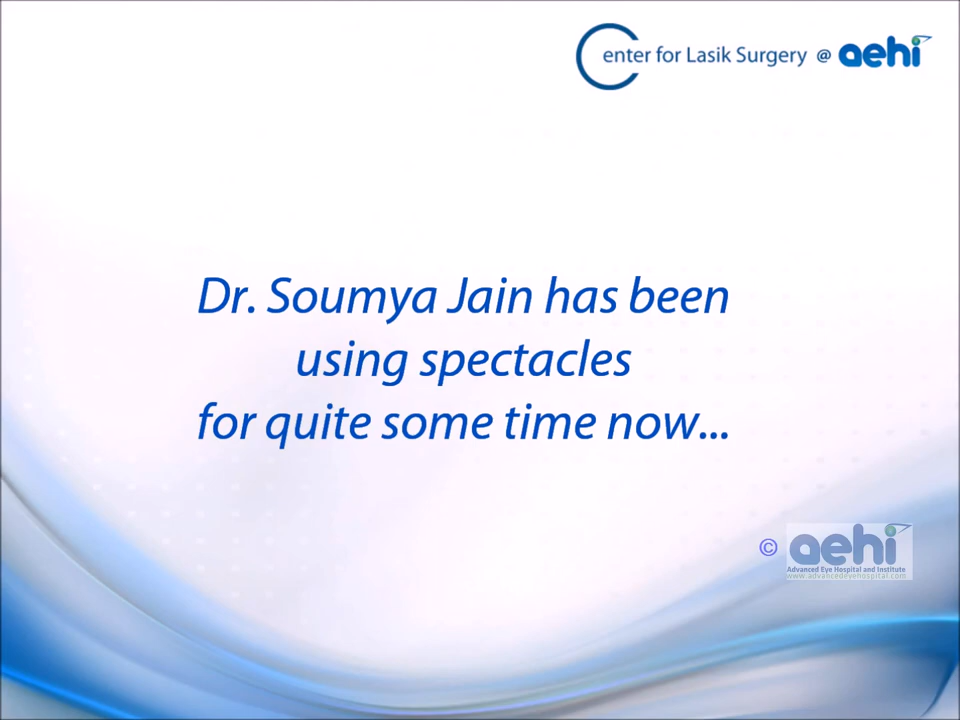 Center for Lasik Surgery @ aehi
Dr. Soumya Jain has been
using spectacles
for quite some time now...
© aehi
Advanced Eye Hospital and Institute
www.advancedeyehospital.com